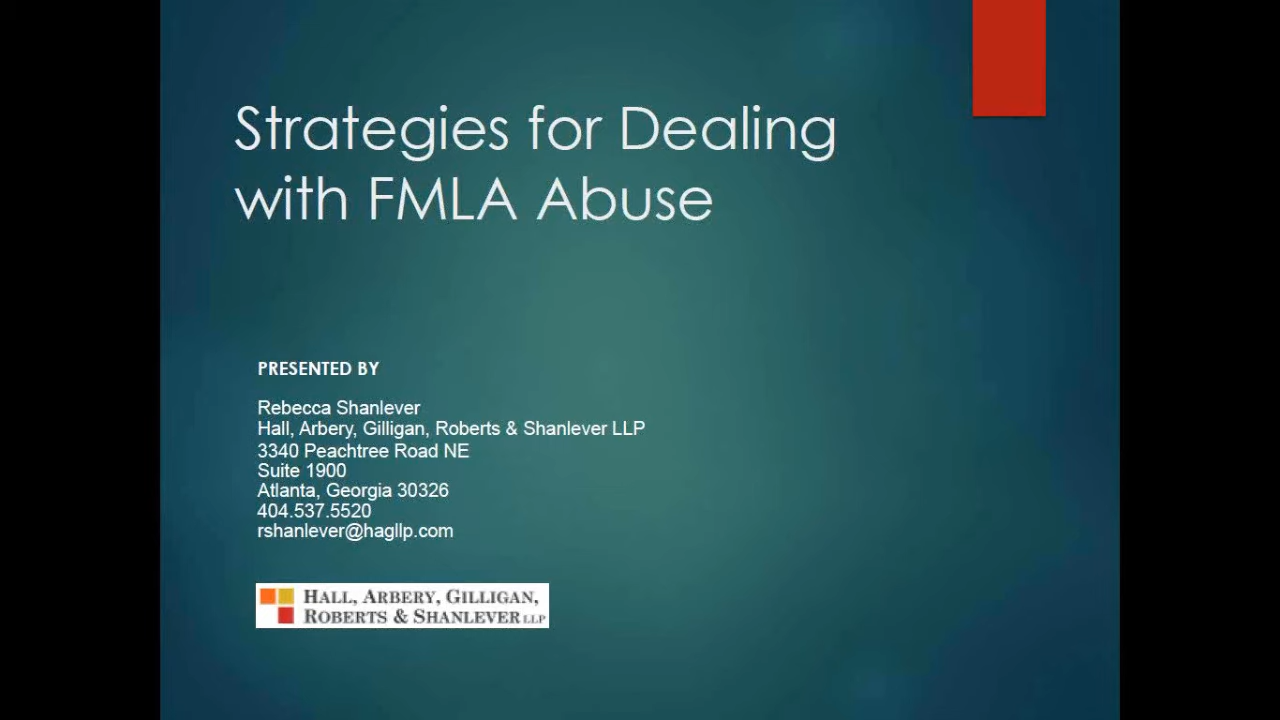 Strategies for Dealing
with FMLA Abuse
PRESENTED BY
Rebecca Shanlever
Hall, Arbery, Gilligan, Roberts & Shanlever LLP
3340 Peachtree Road NE
Suite 1900
Atlanta, Georgia 30326
404.537.5520
rshanlever@hagllp.com
HALL, ARBERY, GILLIGAN,
ROBERTS & SHANLEVER LLP